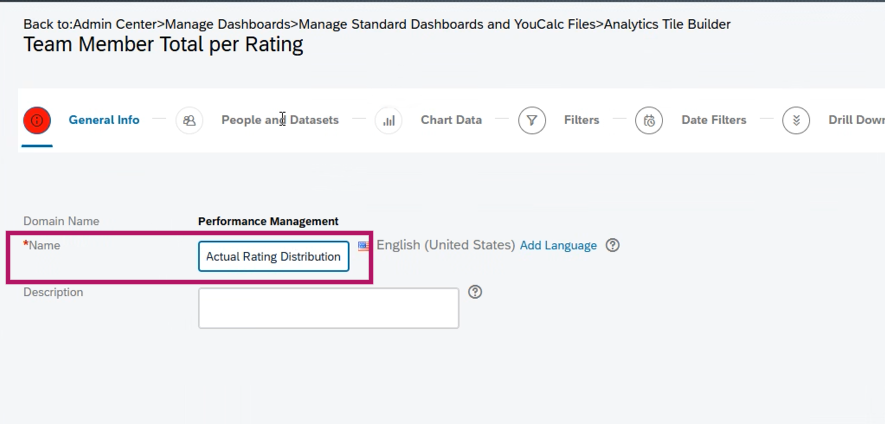 Back to:Admin Center>Manage Dashboards>Manage Standard Dashboards and YouCalc Files>Analytics Tile Builder
Team Member Total per Rating
General Info People and Datasets Chart Data Filters Date Filters Drill Down
Domain Name Performance Management
*Name Actual Rating Distribution English (United States) Add Language
Description